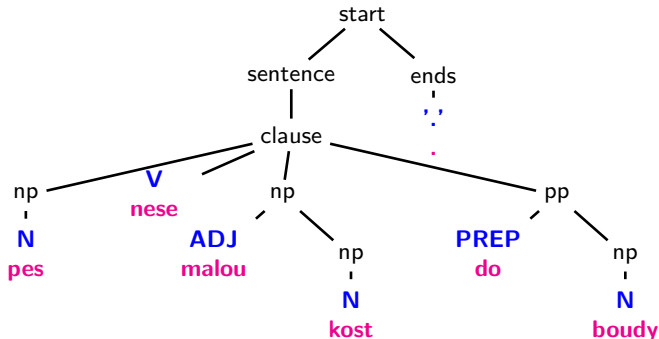 start
sentence ends
'.'
clause .
np V np pp
nese
N ADJ np PREP np
pes malou do
N N
kost boudy